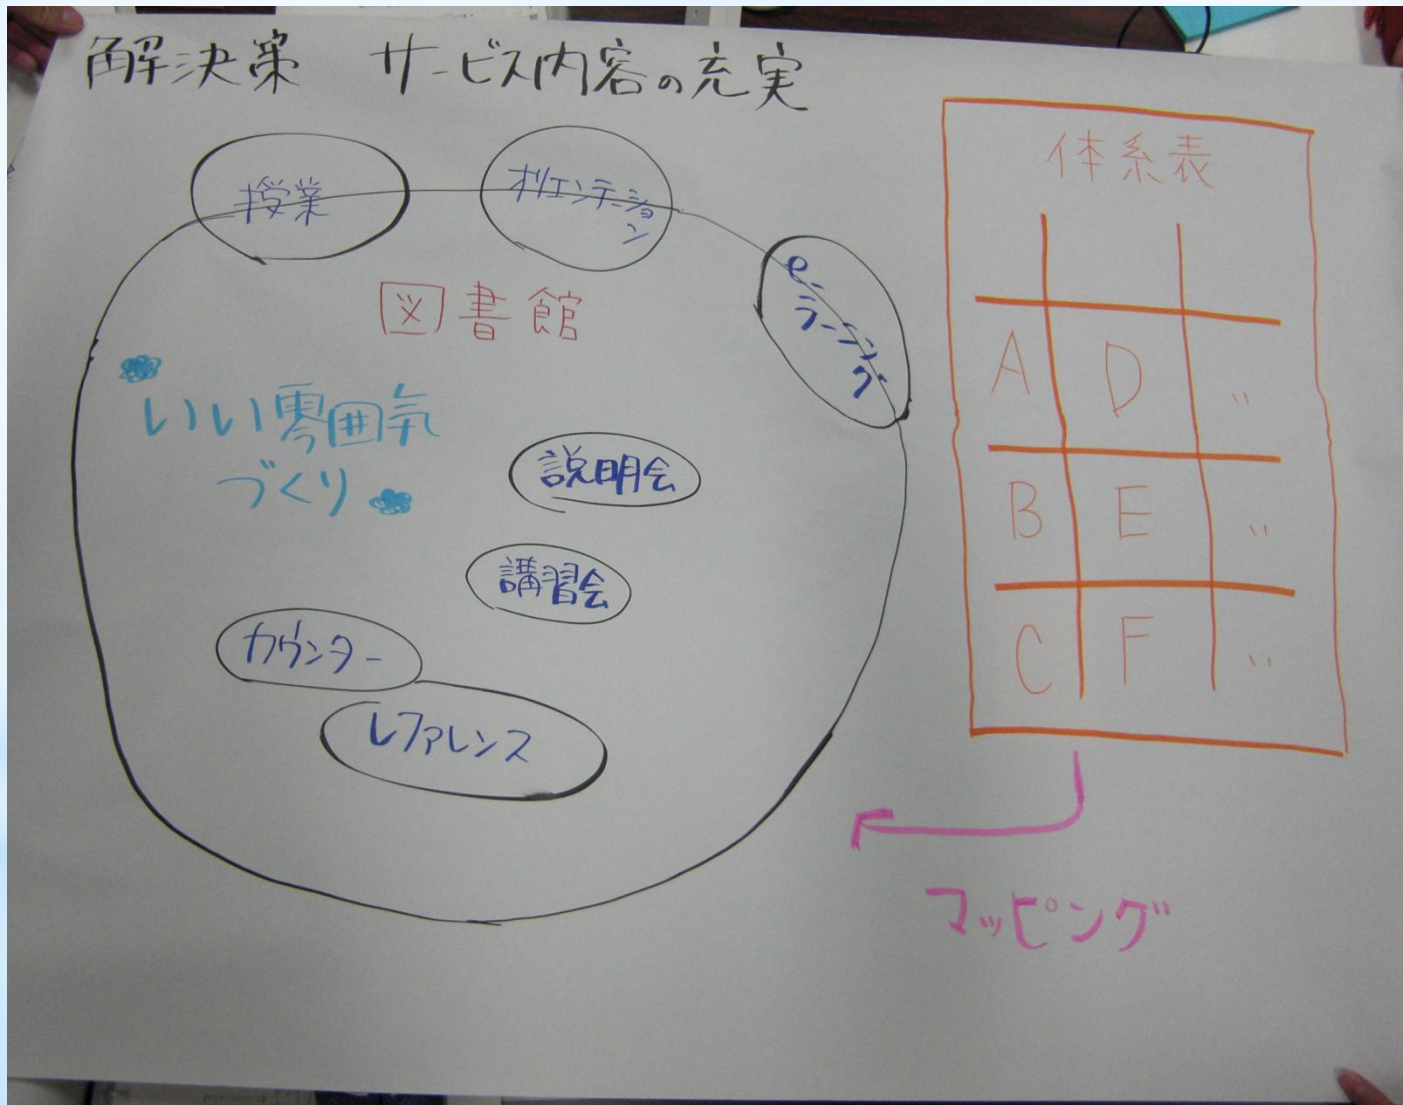 解決策 サービス内容の充実
授業
オリエンテーション
e-ラーニング
図書館
いい雰囲気
づくり
説明会
講習会
カウンター
レファレンス
体系表
A D 〃
B E 〃
C F 〃
マッピング